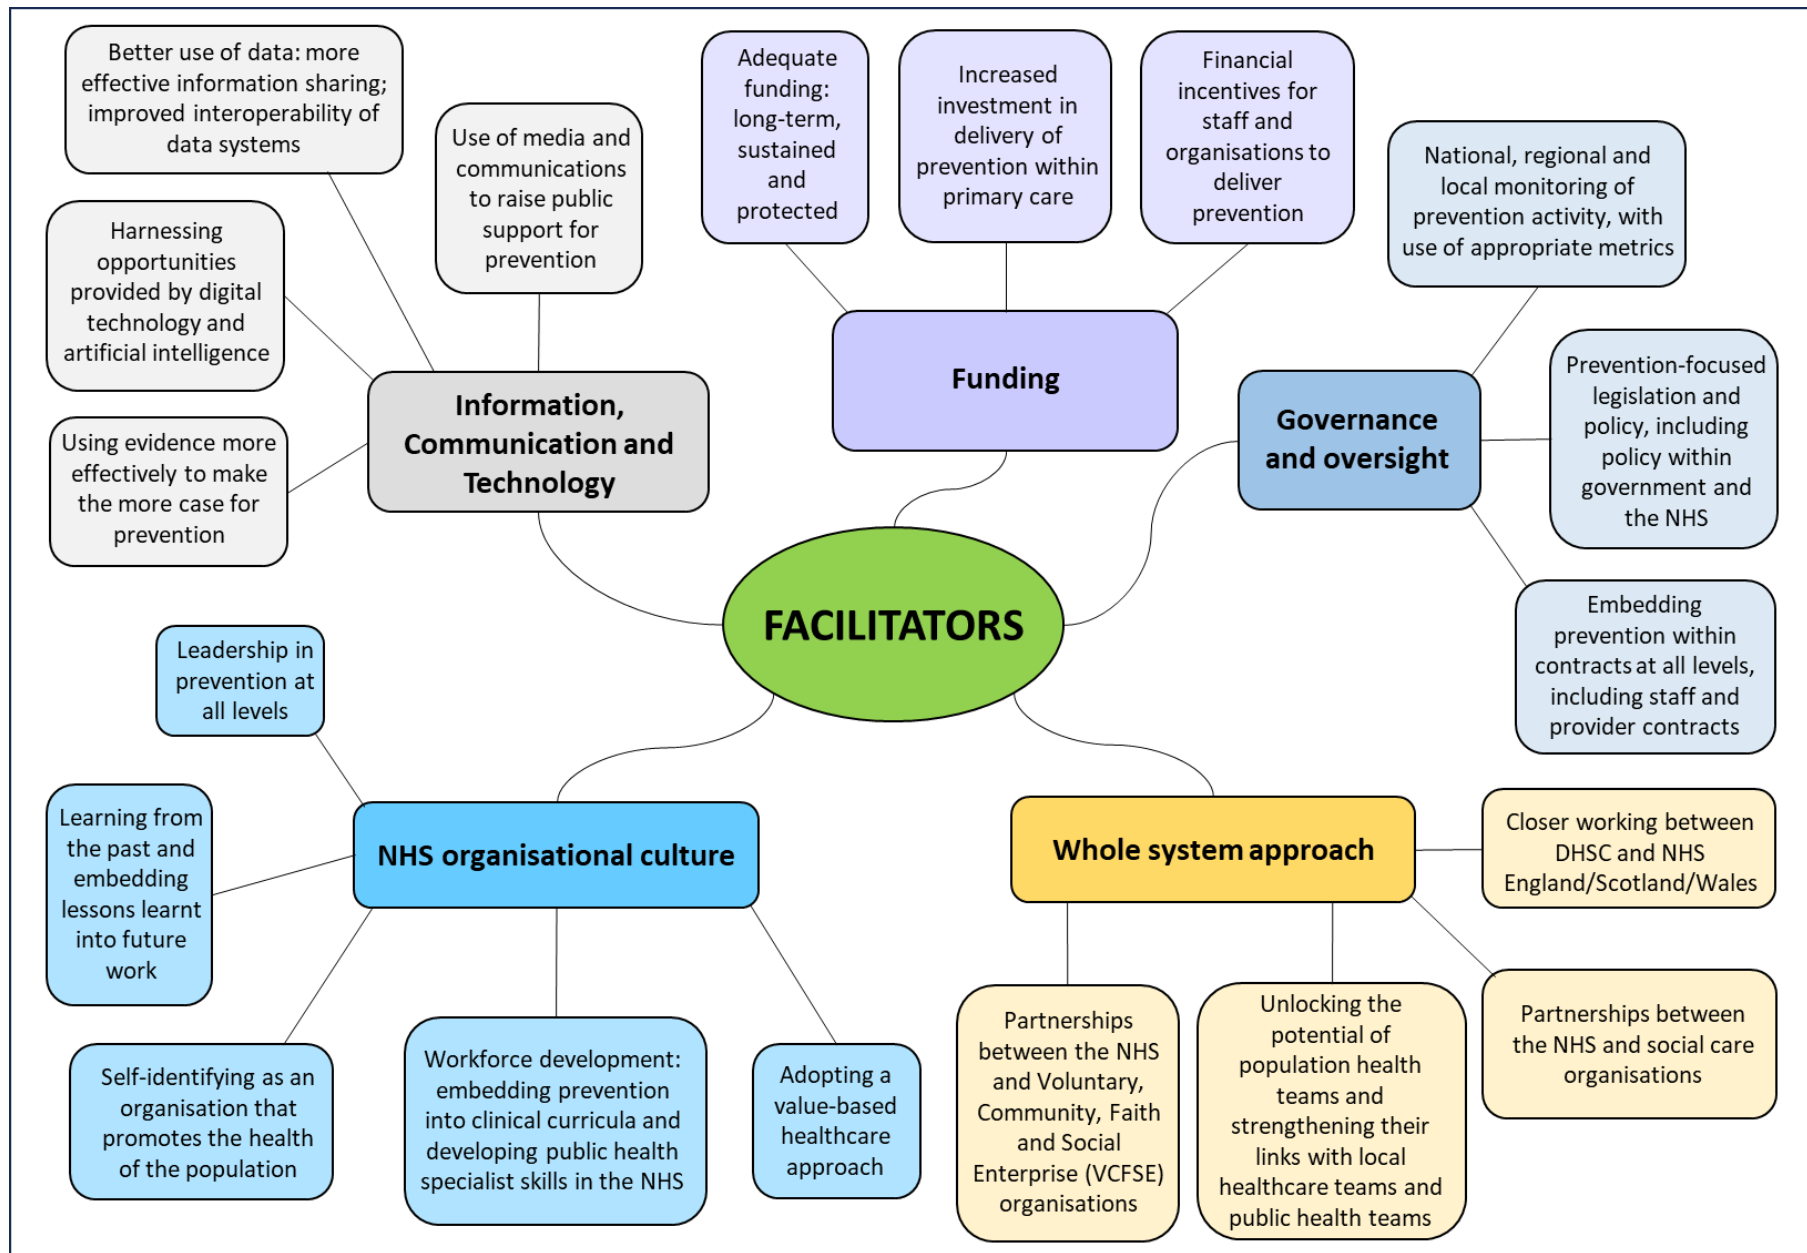 Better use of data: more
effective information sharing;
improved interoperability of
data systems
Use of media and
communications
to raise public
support for
prevention
Harnessing
opportunities
provided by digital
technology and
artificial intelligence
Using evidence more
effectively to make
the more case for
prevention
Information,
Communication and
Technology
Adequate
funding:
long-term,
sustained
and
protected
Increased
investment in
delivery of
prevention within
primary care
Financial
incentives for
staff and
organisations to
deliver
prevention
Funding
National, regional and
local monitoring of
prevention activity, with
use of appropriate metrics
Prevention-focused
legislation and
policy, including
policy within
government and
the NHS
Embedding
prevention within
contracts at all levels,
including staff and
provider contracts
Governance
and oversight
FACILITATORS
Leadership in
prevention at
all levels
Learning from
the past and
embedding
lessons learnt
into future
work
NHS organisational culture
Self-identifying as an
organisation that
promotes the health
of the population
Workforce development:
embedding prevention
into clinical curricula and
developing public health
specialist skills in the NHS
Adopting a
value-based
healthcare
approach
Whole system approach
Closer working between
DHSC and NHS
England/Scotland/Wales
Partnerships
between the NHS
and Voluntary,
Community, Faith
and Social
Enterprise (VCFSE)
organisations
Unlocking the
potential of
population health
teams and
strengthening their
links with local
healthcare teams and
public health teams
Partnerships between
the NHS and social care
organisations